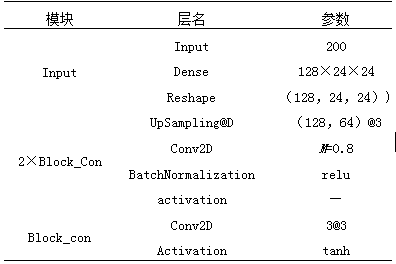 模块 层名 参数
Input 200
Input Dense 128×24×24
Reshape （128，24，24））
UpSampling@D （128，64）@3
2×Block_Con Conv2D M=0.8
BatchNormalization relu
activation —
Block_con Conv2D 3@3
Activation tanh